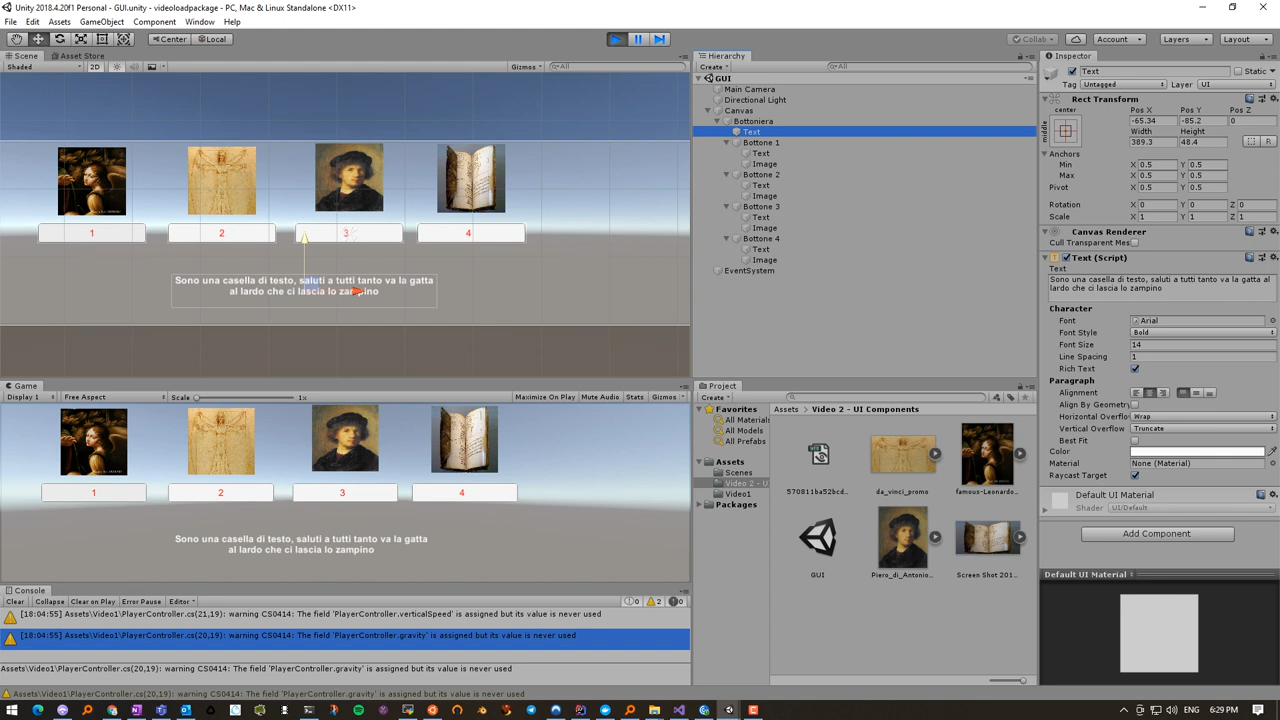 Unity 2018.4.20f1 Personal - GUI.unity - videoloadpackage - PC, Mac & Linux Standalone <DX11>
File Edit Assets GameObject Component Window Help
Center Local
Collab Account Layers Layout
Scene Asset Store
Shaded 2D Gizmos All
1 2 3 4
Sono una casella di testo, saluti a tutti tanto va la gatta
al lardo che ci lascia lo zampino
Game
Display 1 Free Aspect Scale 1x Maximize On Play Mute Audio Stats Gizmos
1 2 3 4
Sono una casella di testo, saluti a tutti tanto va la gatta
al lardo che ci lascia lo zampino
Console
Clear Collapse Clear on Play Error Pause Editor 0 2 0
[18:04:55] Assets\Video1\PlayerController.cs(21,19): warning CS0414: The field 'PlayerController.verticalSpeed' is assigned but its value is never used
[18:04:55] Assets\Video1\PlayerController.cs(20,19): warning CS0414: The field 'PlayerController.gravity' is assigned but its value is never used
Assets\Video1\PlayerController.cs(20,19): warning CS0414: The field 'PlayerController.gravity' is assigned but its value is never used
Assets\Video1\PlayerController.cs(20,19): warning CS0414: The field 'PlayerController.gravity' is assigned but its value is never used
Hierarchy
Create All
GUI
Main Camera
Directional Light
Canvas
Bottoniera
Text
Bottone 1
Text
Image
Bottone 2
Text
Image
Bottone 3
Text
Image
Bottone 4
Text
Image
EventSystem
Project
Create
Favorites
All Materials
All Models
All Prefabs
Assets
Scenes
Video 2 - U
Video1
Packages
Assets Video 2 - UI Components
570811ba52bcd... da_vinci_promo famous-Leonardo...
GUI Piero_di_Antonio... Screen Shot 201...
Inspector
Text Static
Tag Untagged Layer UI
Rect Transform
center Pos X Pos Y Pos Z
middle -65.34 -85.2 0
Width Height
389.3 48.4
R
Anchors
Min X 0.5 Y 0.5
Max X 0.5 Y 0.5
Pivot X 0.5 Y 0.5
Rotation X 0 Y 0 Z 0
Scale X 1 Y 1 Z 1
Canvas Renderer
Cull Transparent Mes
Text (Script)
Text
Sono una casella di testo, saluti a tutti tanto va la gatta
al lardo che ci lascia lo zampino
Character
Font Arial
Font Style Bold
Font Size 14
Line Spacing 1
Rich Text
Paragraph
Alignment
Align By Geometry
Horizontal Overflo Wrap
Vertical Overflow Truncate
Best Fit
Color
Material None (Material)
Raycast Target
Default UI Material
Shader UI/Default
Add Component
Default UI Material
ENG 6:29 PM